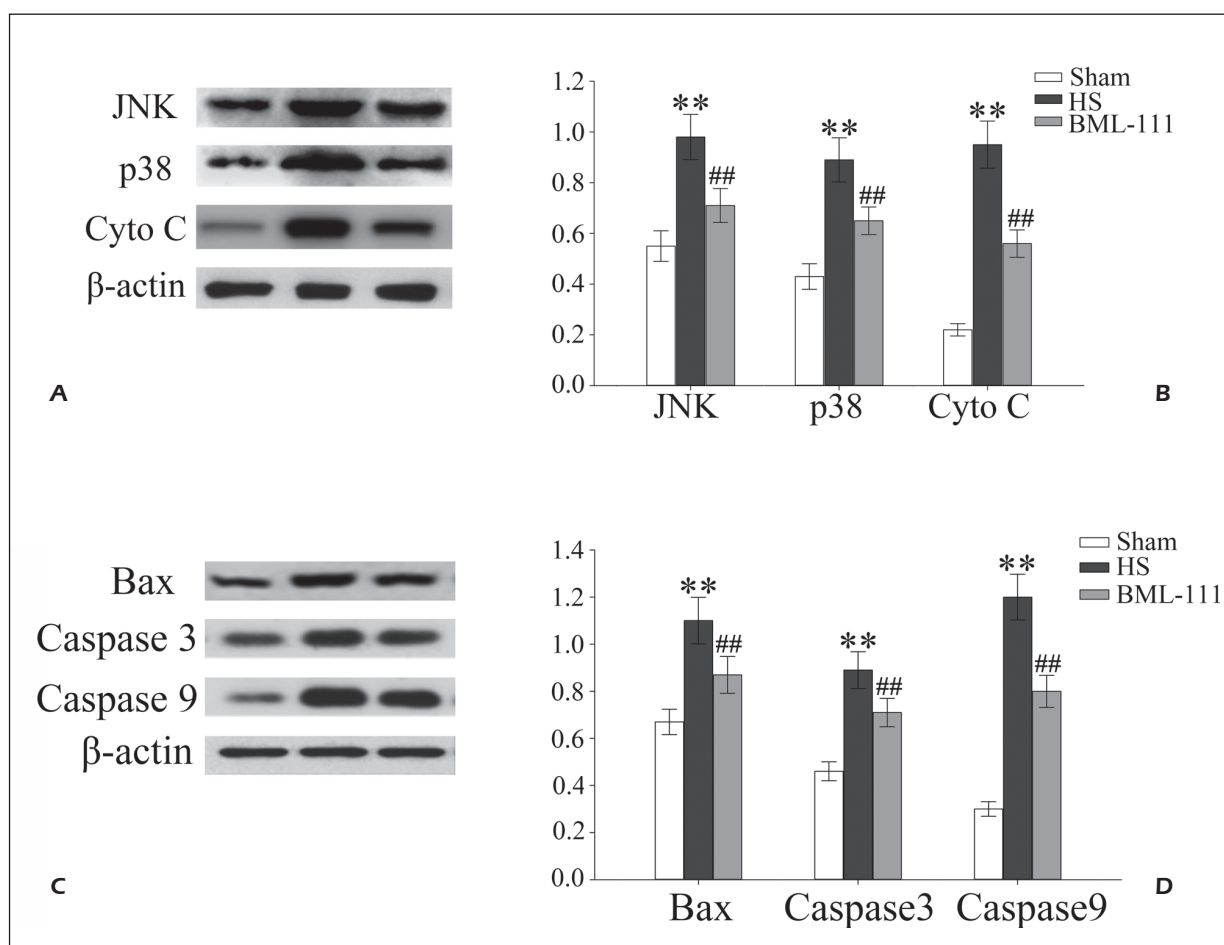 JNK
p38
Cyto C
β-actin
A
1.2
1.0
0.8
0.6
0.4
0.2
0.0
Sham
HS
BML-111
**
##
**
##
**
##
JNK
p38
Cyto C
B
Bax
Caspase 3
Caspase 9
β-actin
C
1.4
1.2
1.0
0.8
0.6
0.4
0.2
0.0
Sham
HS
BML-111
**
##
**
##
**
##
Bax
Caspase3
Caspase9
D